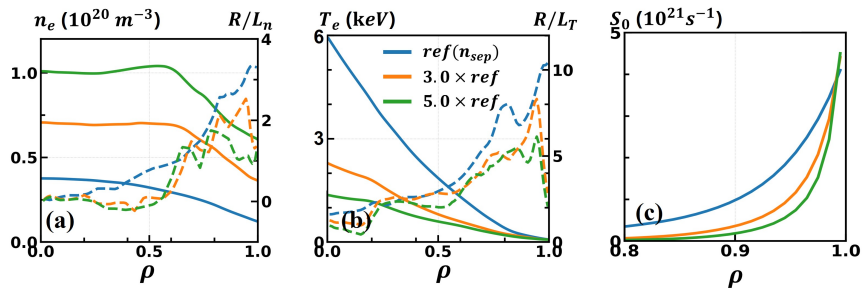 n_e (10^20 m^-3)
R/L_n
T_e (keV)
R/L_T
S_0 (10^21 s^-1)
1.0
0.5
0.0
4
2
0
(a)
0.0
0.5
1.0
ρ
6
3
0
ref(n_sep)
3.0 × ref
5.0 × ref
10
5
0
(b)
0.0
0.5
1.0
ρ
5
0
(c)
0.8
0.9
1.0
ρ